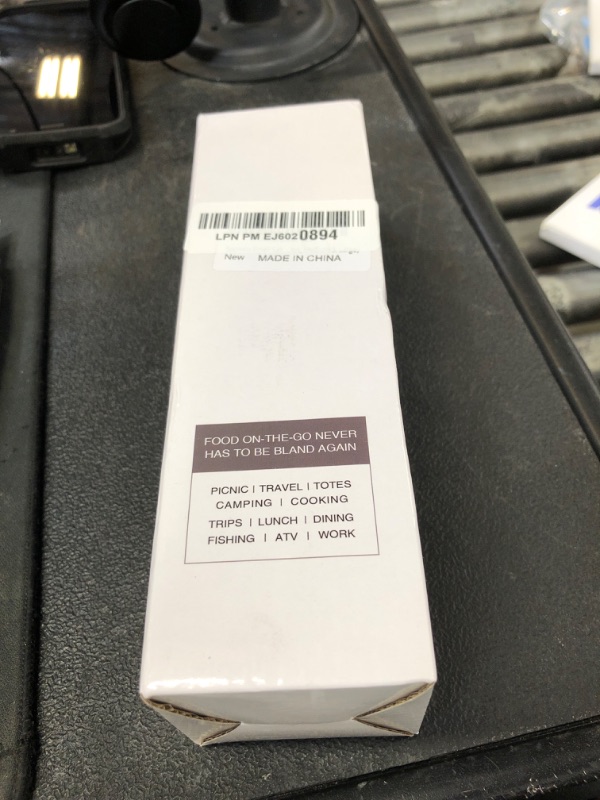 LPN PM EJ6020894
New MADE IN CHINA
FOOD ON-THE-GO NEVER
HAS TO BE BLAND AGAIN
PICNIC | TRAVEL | TOTES
CAMPING | COOKING
TRIPS | LUNCH | DINING
FISHING | ATV | WORK